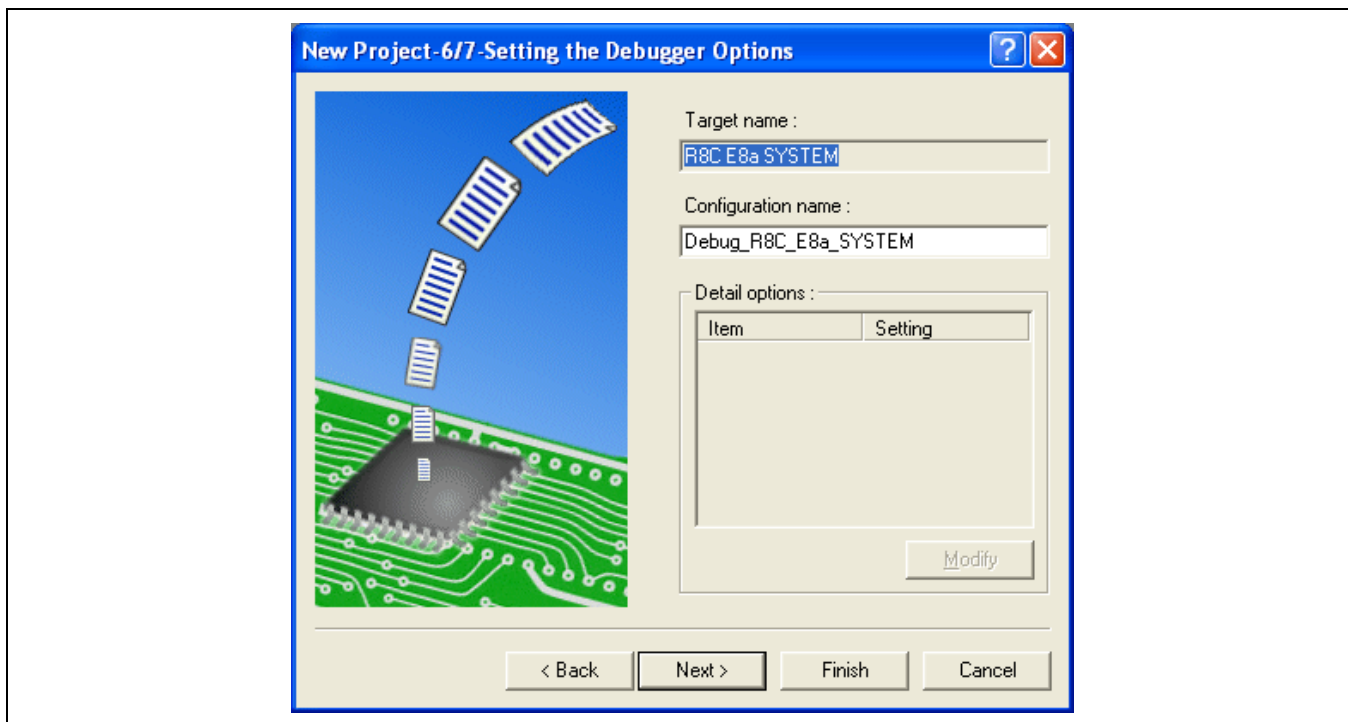 New Project-6/7-Setting the Debugger Options
Target name :
R8C E8a SYSTEM
Configuration name :
Debug_R8C_E8a_SYSTEM
Detail options :
Item Setting
Modify
< Back Next > Finish Cancel